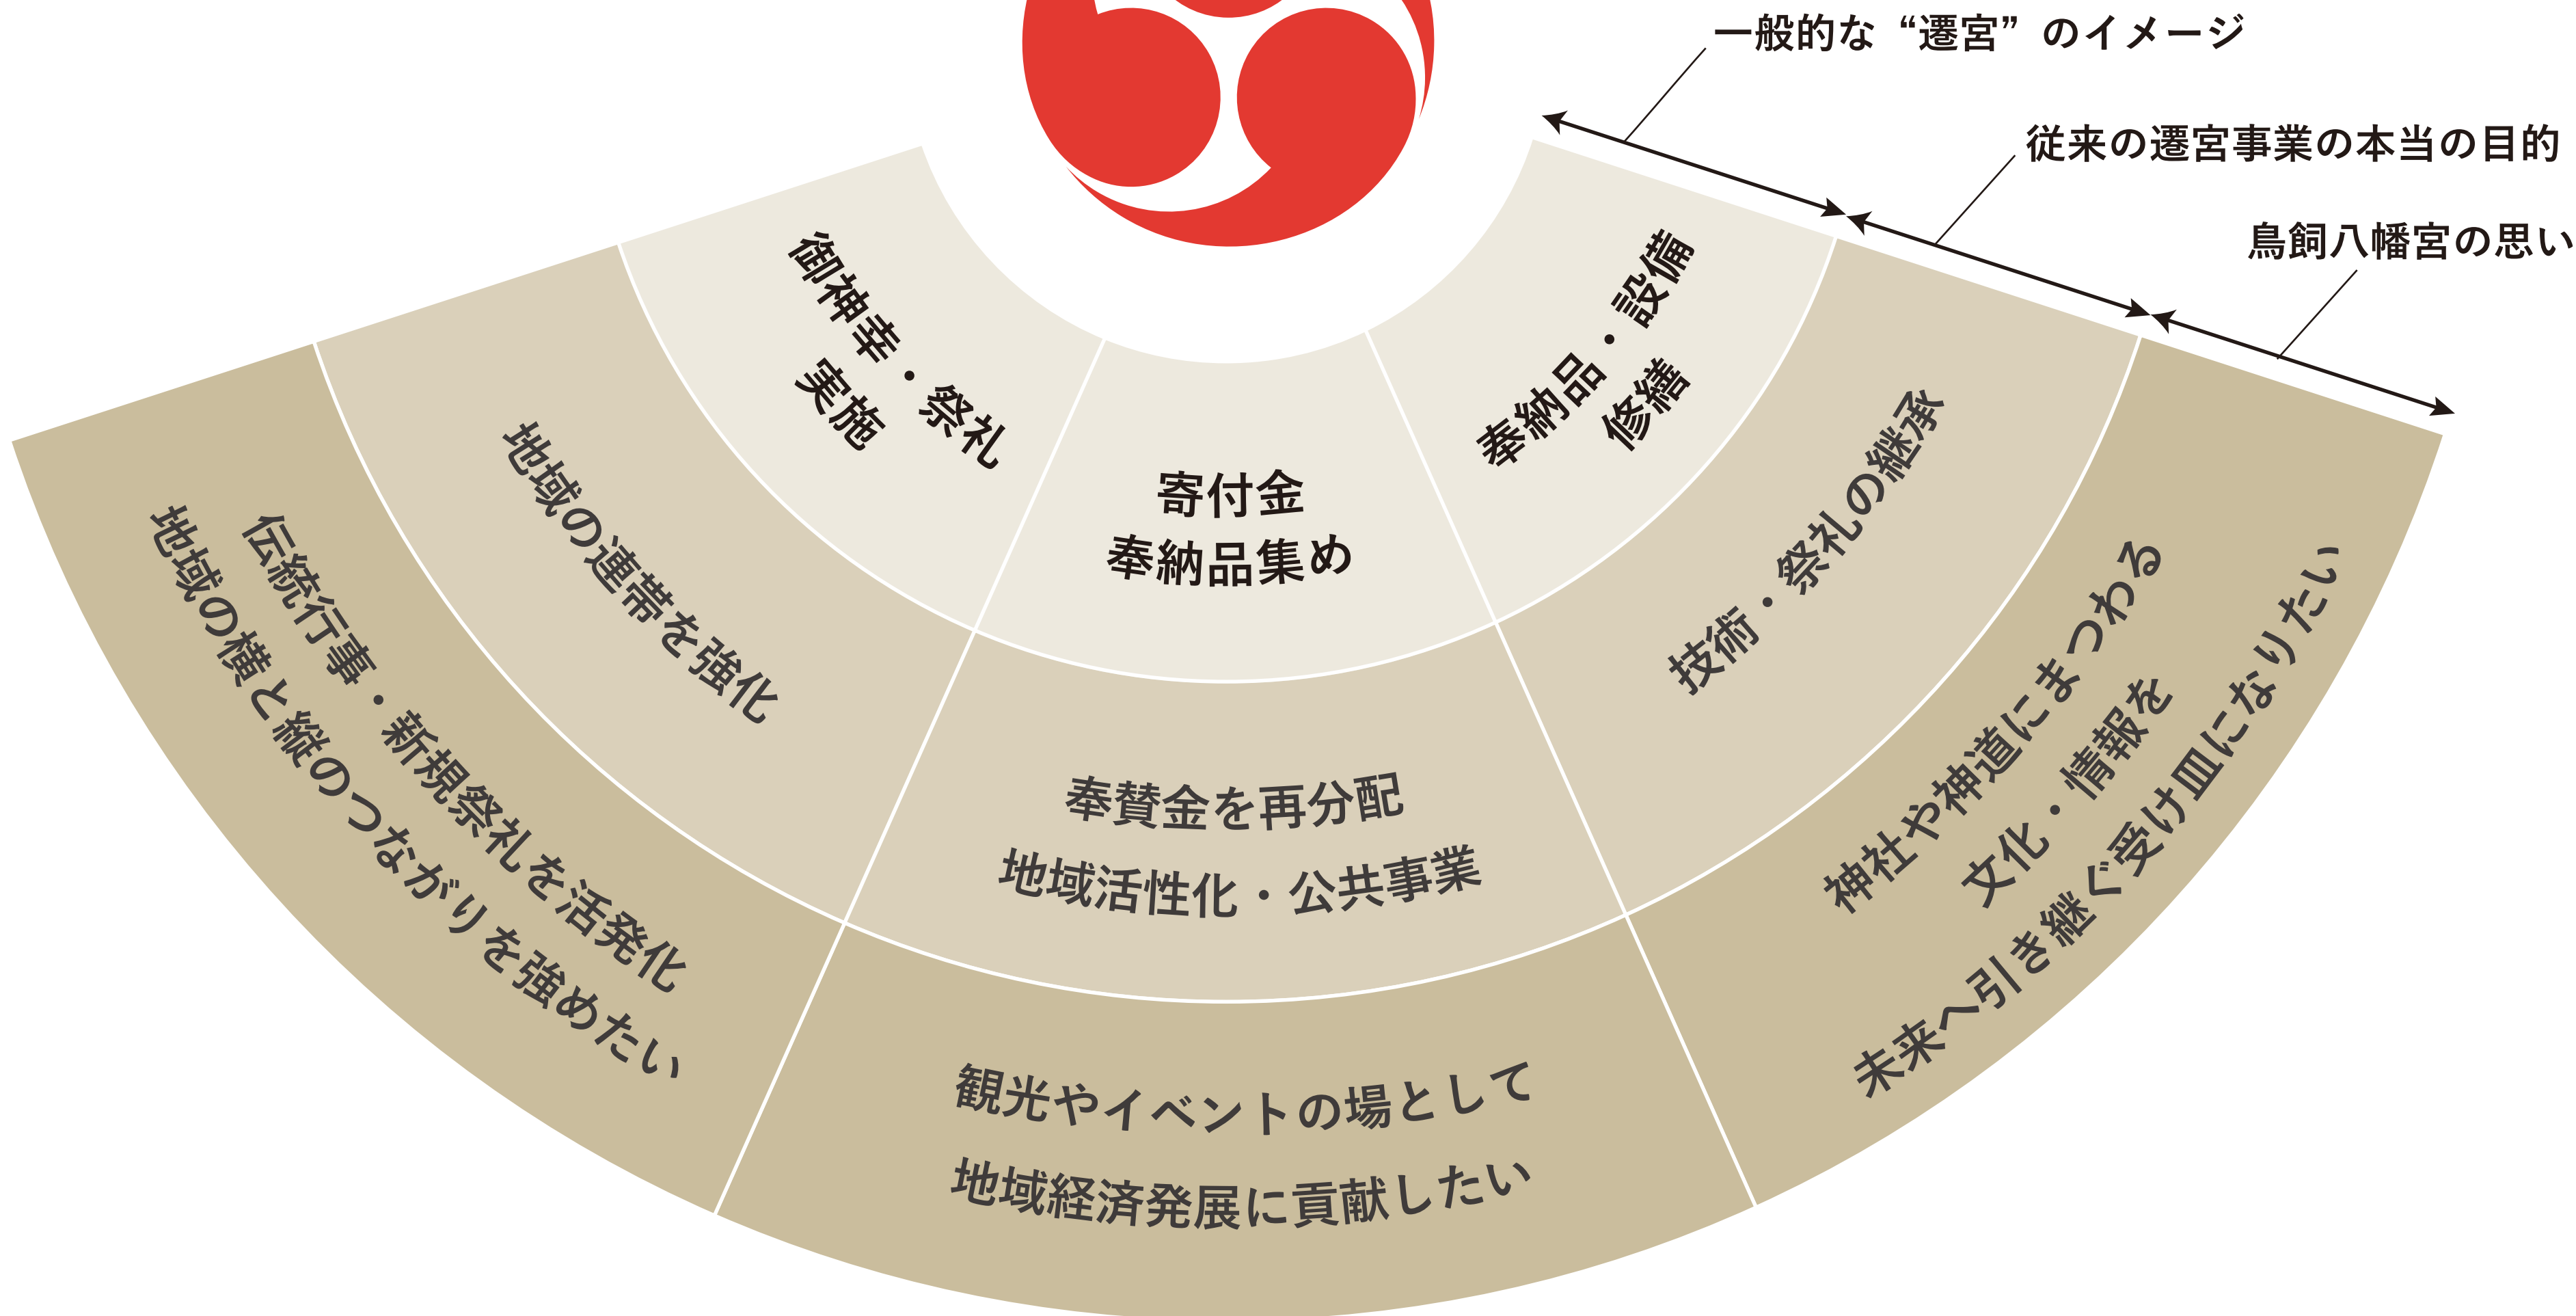 一般的な“遷宮”のイメージ
従来の遷宮事業の本当の目的
鳥飼八幡宮の思い
御神幸・祭礼
実施
寄付金
奉納品集め
奉納品・設備
修繕
地域の連帯を強化
奉賛金を再分配
地域活性化・公共事業
技術・祭礼の継承
伝統行事・新規祭礼を活発化
地域の横と縦のつながりを強めたい
観光やイベントの場として
地域経済発展に貢献したい
神社や神道にまつわる
文化・情報を
未来へ引き継ぐ受け皿になりたい